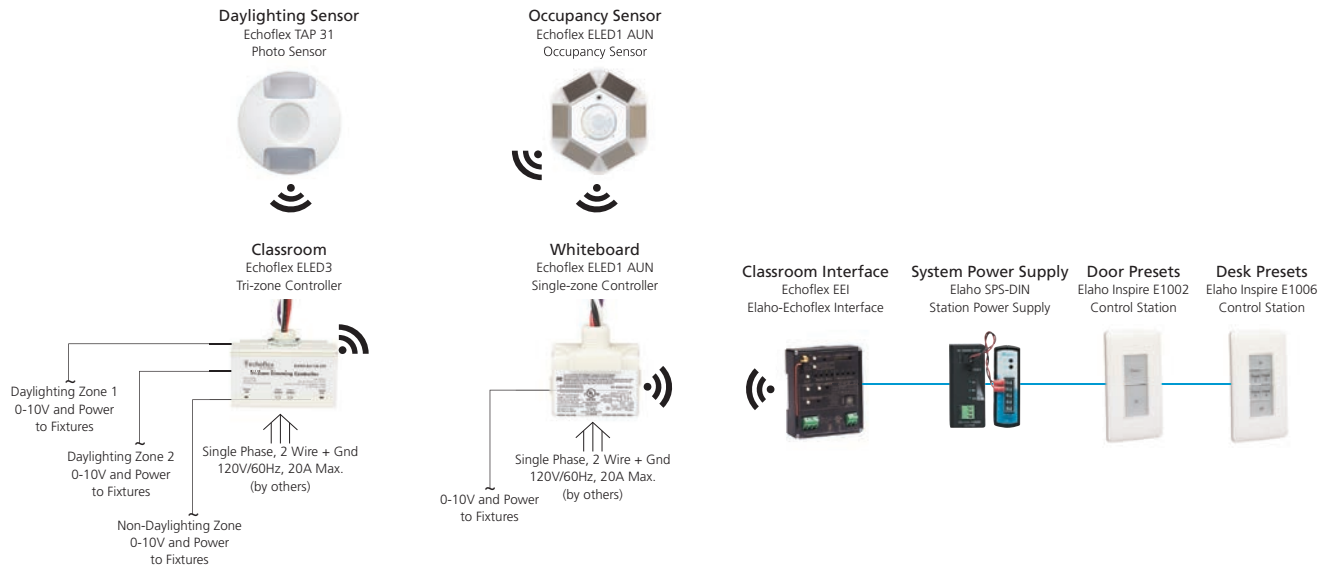 Daylighting Sensor
Echoflex TAP 31
Photo Sensor
Occupancy Sensor
Echoflex ELED1 AUN
Occupancy Sensor
Classroom
Echoflex ELED3
Tri-zone Controller
Whiteboard
Echoflex ELED1 AUN
Single-zone Controller
Classroom Interface
Echoflex EEI
Elaho-Echoflex Interface
System Power Supply
Elaho SPS-DIN
Station Power Supply
Door Presets
Elaho Inspire E1002
Control Station
Desk Presets
Elaho Inspire E1006
Control Station
echoflex
Tri-Zone Dimming Controller
Daylighting Zone 1
0-10V and Power
to Fixtures
Daylighting Zone 2
0-10V and Power
to Fixtures
Non-Daylighting Zone
0-10V and Power
to Fixtures
Single Phase, 2 Wire + Gnd
120V/60Hz, 20A Max.
(by others)
0-10V and Power
to Fixtures
Single Phase, 2 Wire + Gnd
120V/60Hz, 20A Max.
(by others)